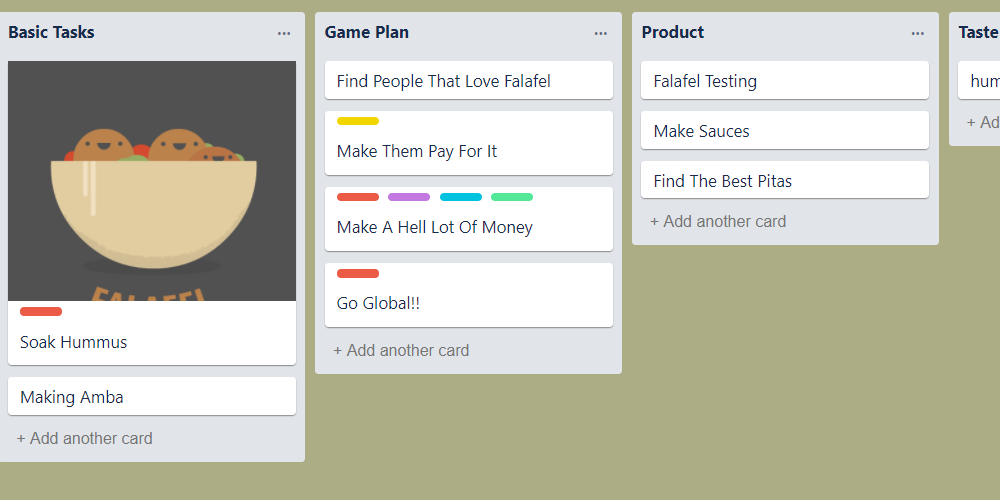 Basic Tasks
FALAFEL
Soak Hummus
Making Amba
+ Add another card
Game Plan
Find People That Love Falafel
Make Them Pay For It
Make A Hell Lot Of Money
Go Global!!
+ Add another card
Product
Falafel Testing
Make Sauces
Find The Best Pitas
+ Add another card
Taste
hum
+ Ad